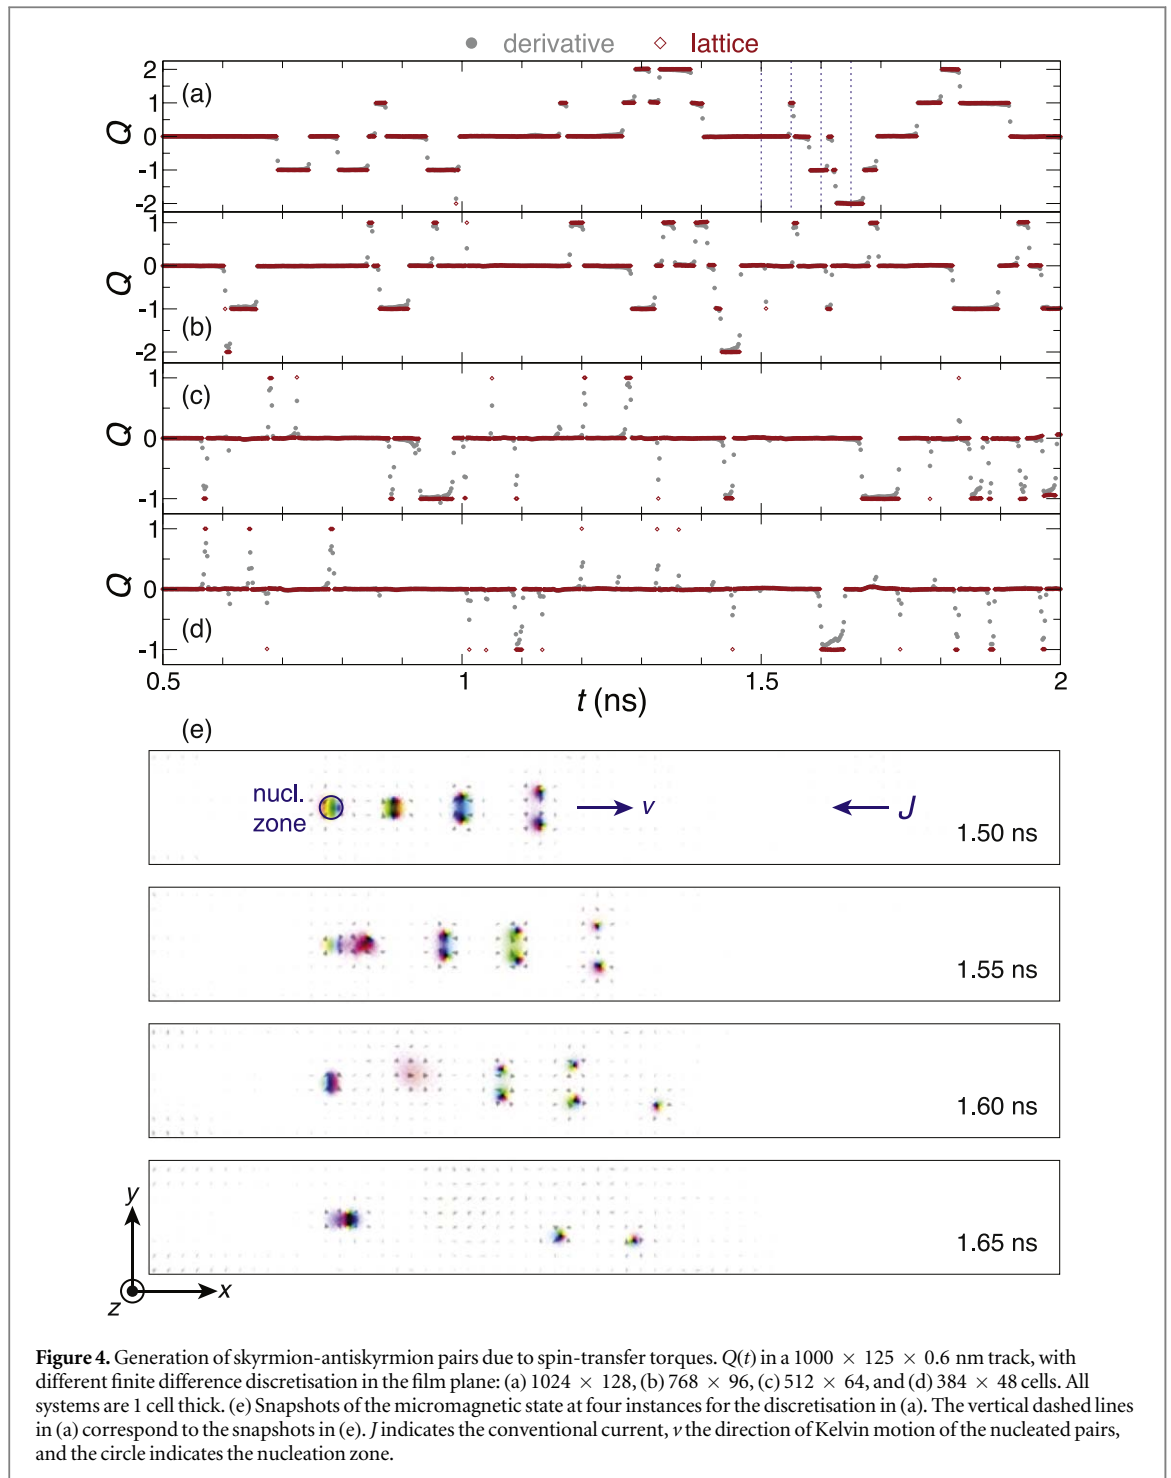 derivative lattice
2
(a)
1
Q
0
-1
-2
1
0
Q
-1
(b)
-2
1
(c)
Q
0
-1
1
Q
0
(d)
-1
0.5 1 1.5 2
t (ns)
(e)
nucl.
zone
v
J
1.50 ns
1.55 ns
1.60 ns
1.65 ns
y
z
x
Figure 4. Generation of skyrmion-antiskyrmion pairs due to spin-transfer torques. Q(t) in a 1000 × 125 × 0.6 nm track, with
different finite difference discretisation in the film plane: (a) 1024 × 128, (b) 768 × 96, (c) 512 × 64, and (d) 384 × 48 cells. All
systems are 1 cell thick. (e) Snapshots of the micromagnetic state at four instances for the discretisation in (a). The vertical dashed lines
in (a) correspond to the snapshots in (e). J indicates the conventional current, v the direction of Kelvin motion of the nucleated pairs,
and the circle indicates the nucleation zone.